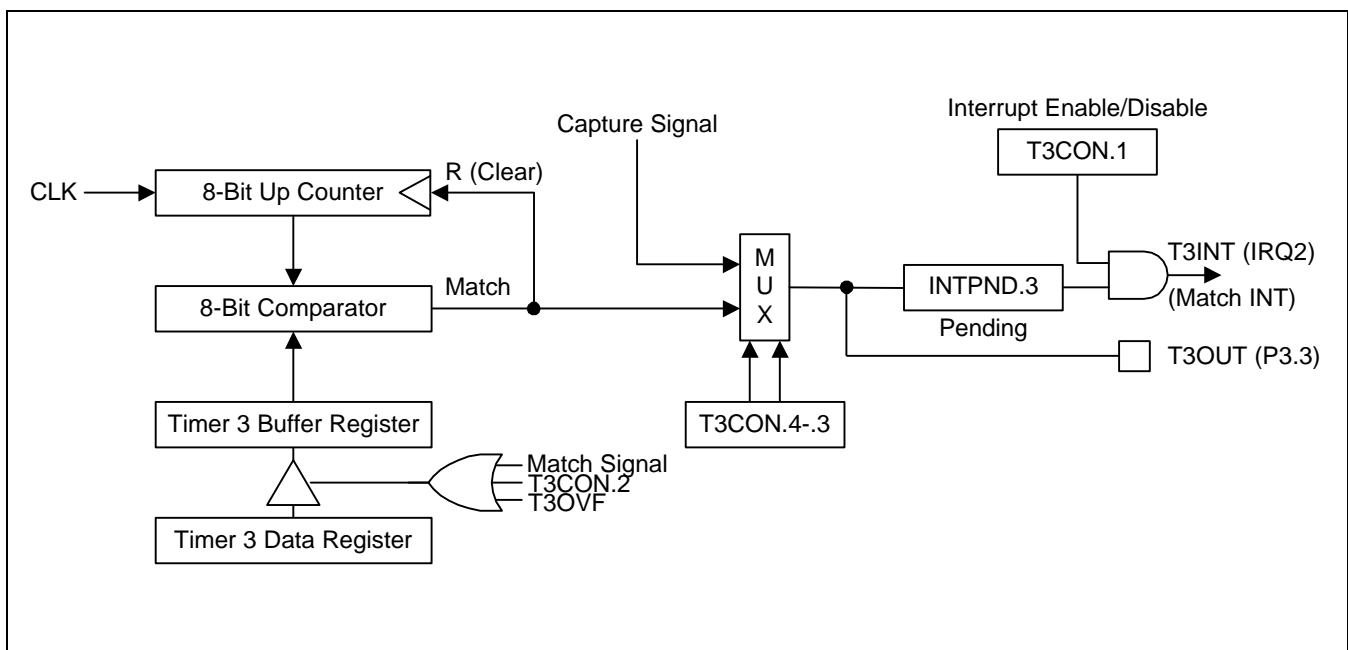 Interrupt Enable/Disable
Capture Signal
T3CON.1
R (Clear)
CLK
8-Bit Up Counter
M
U
X
T3INT (IRQ2)
Match
INTPND.3
(Match INT)
8-Bit Comparator
Pending
T3OUT (P3.3)
Timer 3 Buffer Register
T3CON.4-.3
Match Signal
T3CON.2
T3OVF
Timer 3 Data Register